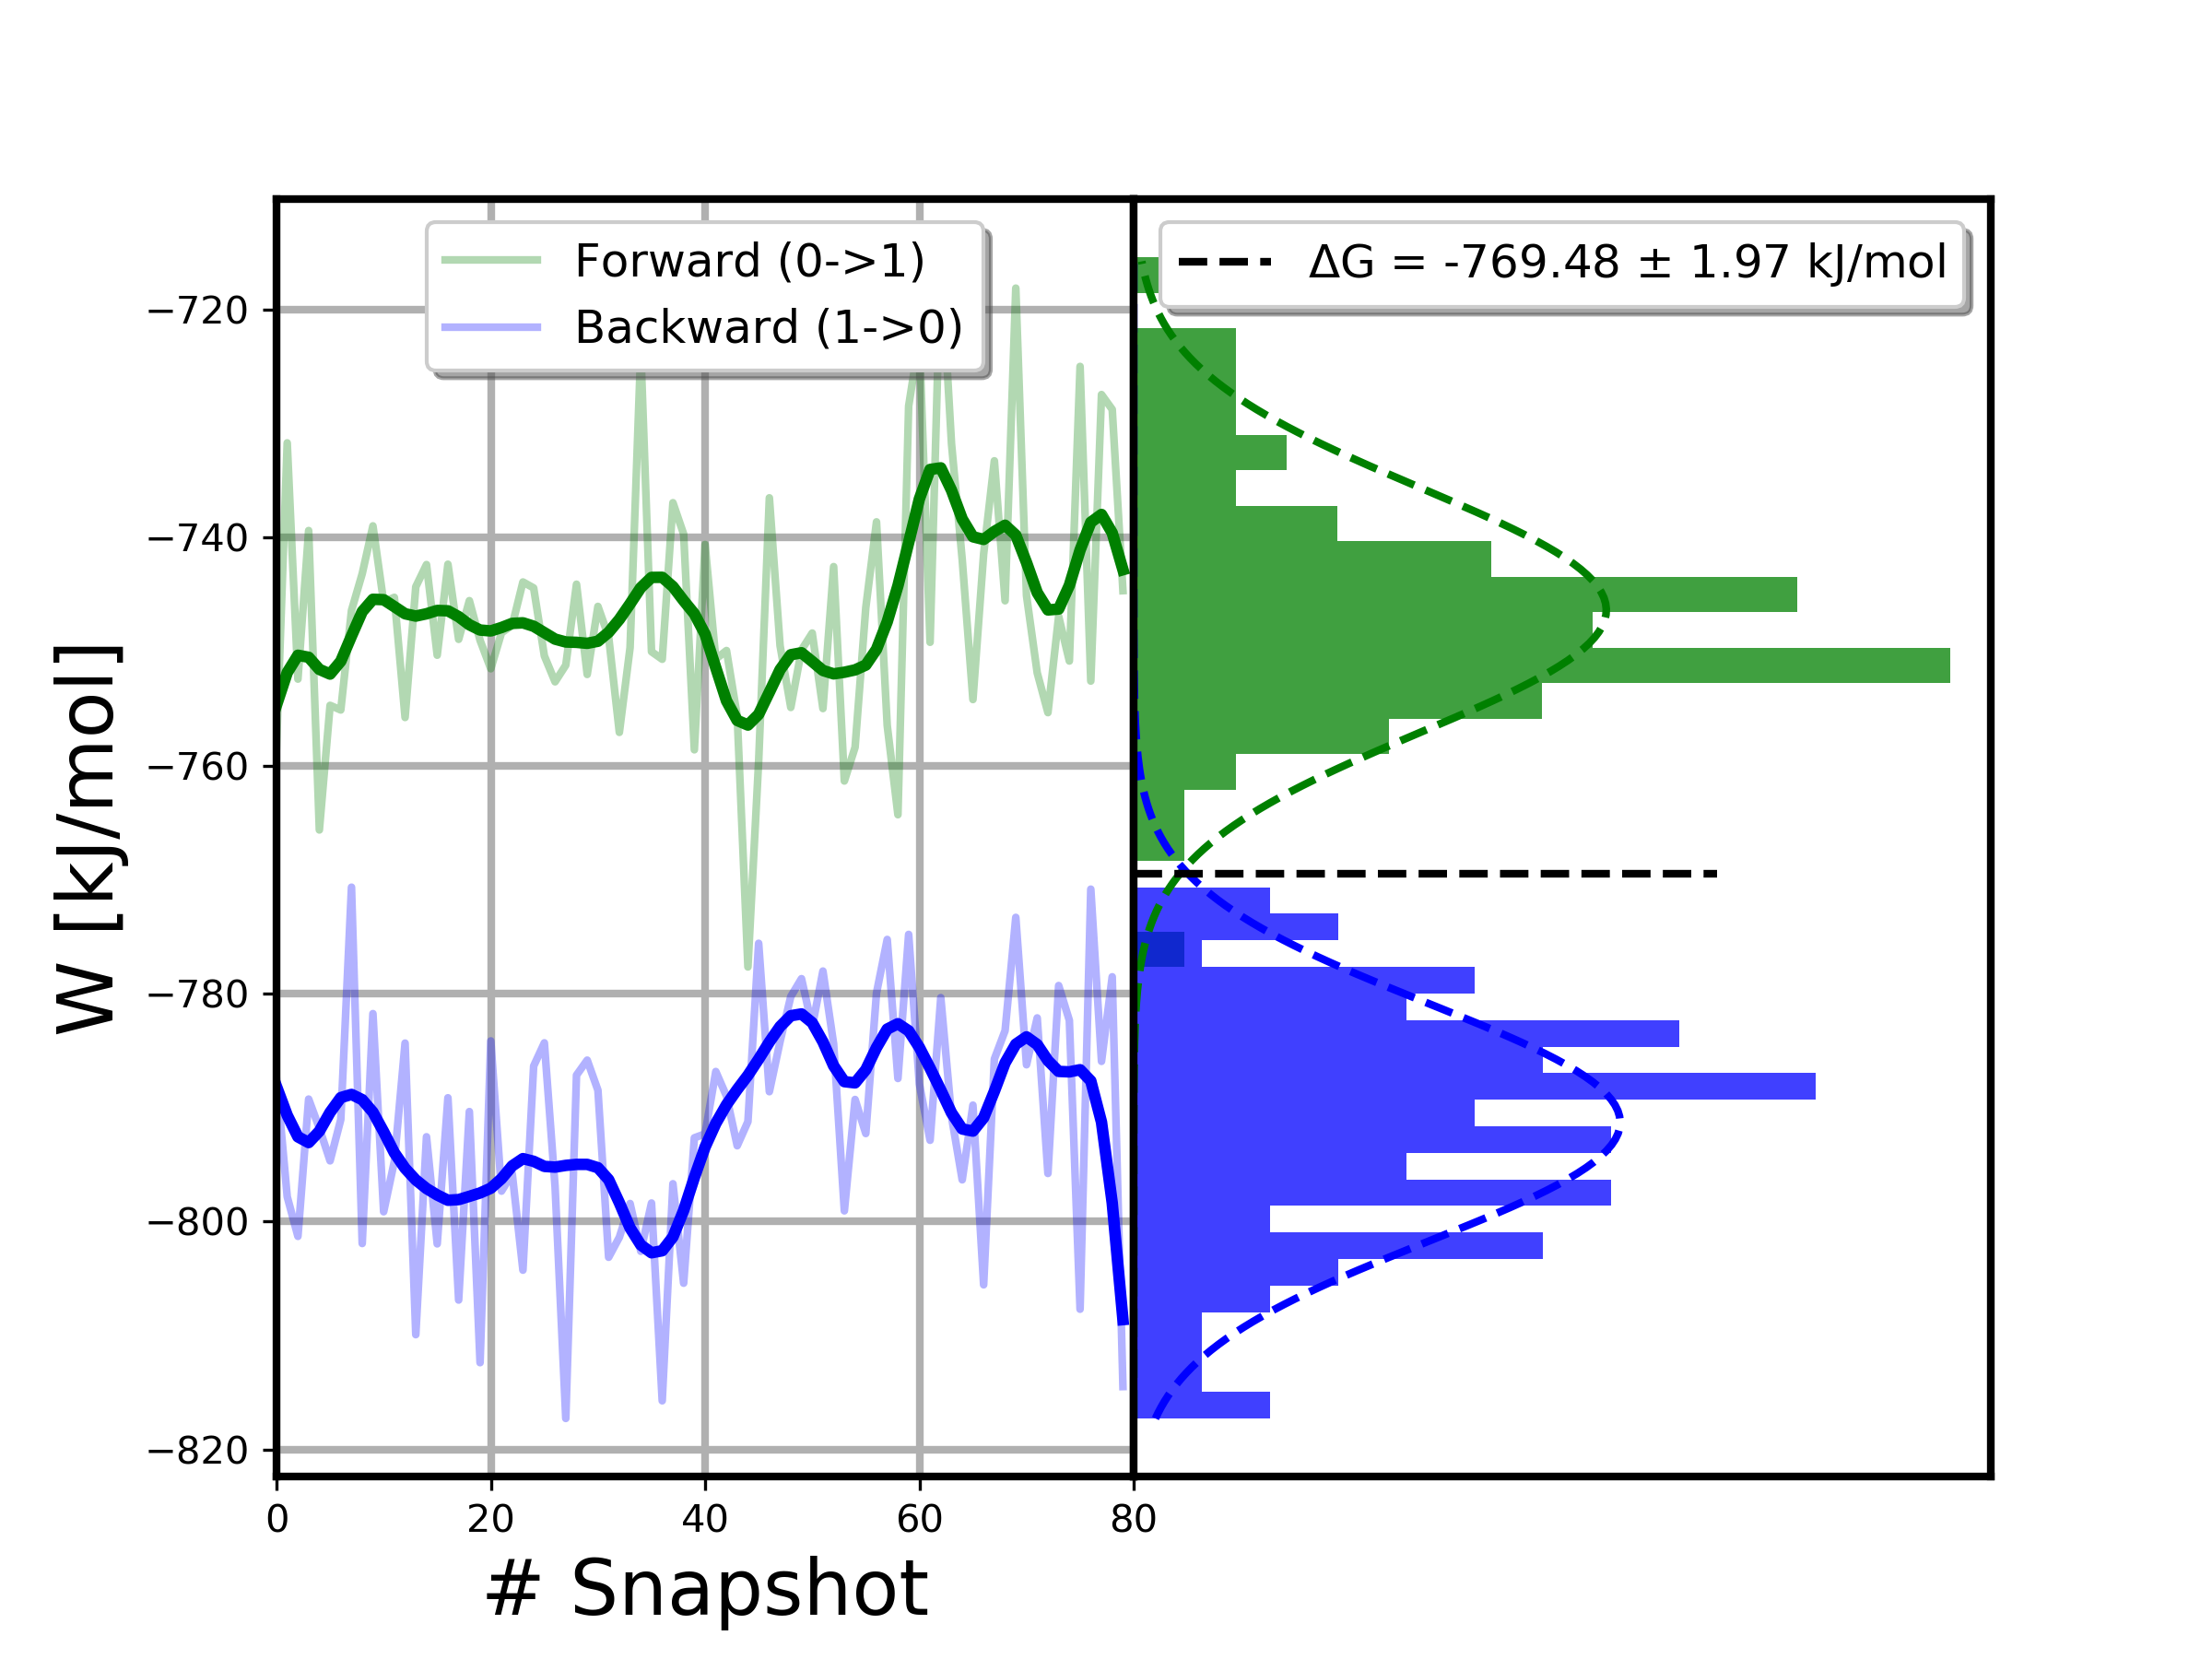 Forward (0->1)
Backward (1->0)
ΔG = -769.48 ± 1.97 kJ/mol
W [kJ/mol]
−720
−740
−760
−780
−800
−820
0 20 40 60 80
# Snapshot